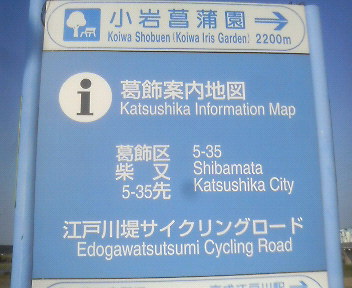 小岩菖蒲園
Koiwa Shobuen (Koiwa Iris Garden) 2200m
i
葛飾案内地図
Katsushika Information Map
葛飾区 5-35
柴又 Shibamata
5-35先 Katsushika City
江戸川堤サイクリングロード
Edogawatsutsumi Cycling Road